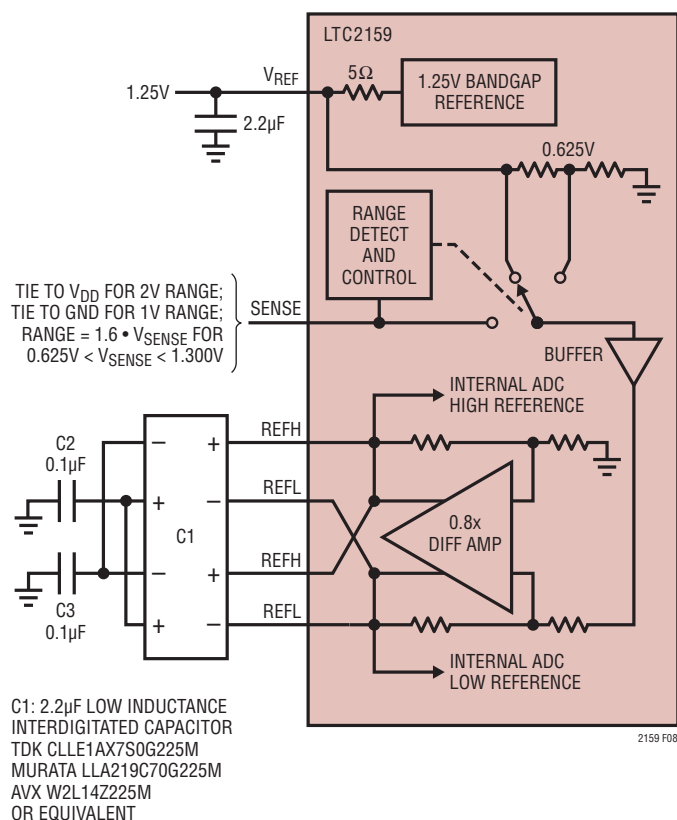 LTC2159
VREF
5Ω
1.25V BANDGAP
REFERENCE
1.25V
2.2µF
0.625V
RANGE
DETECT
AND
CONTROL
TIE TO VDD FOR 2V RANGE;
TIE TO GND FOR 1V RANGE;
RANGE = 1.6 • VSENSE FOR
0.625V < VSENSE < 1.300V
SENSE
BUFFER
INTERNAL ADC
HIGH REFERENCE
C2
0.1µF
–
+
REFH
+
–
REFL
C1
0.8x
DIFF AMP
–
+
REFH
C3
0.1µF
+
–
REFL
INTERNAL ADC
LOW REFERENCE
C1: 2.2µF LOW INDUCTANCE
INTERDIGITATED CAPACITOR
TDK CLLE1AX7S0G225M
MURATA LLA219C70G225M
AVX W2L14Z225M
OR EQUIVALENT
2159 F08